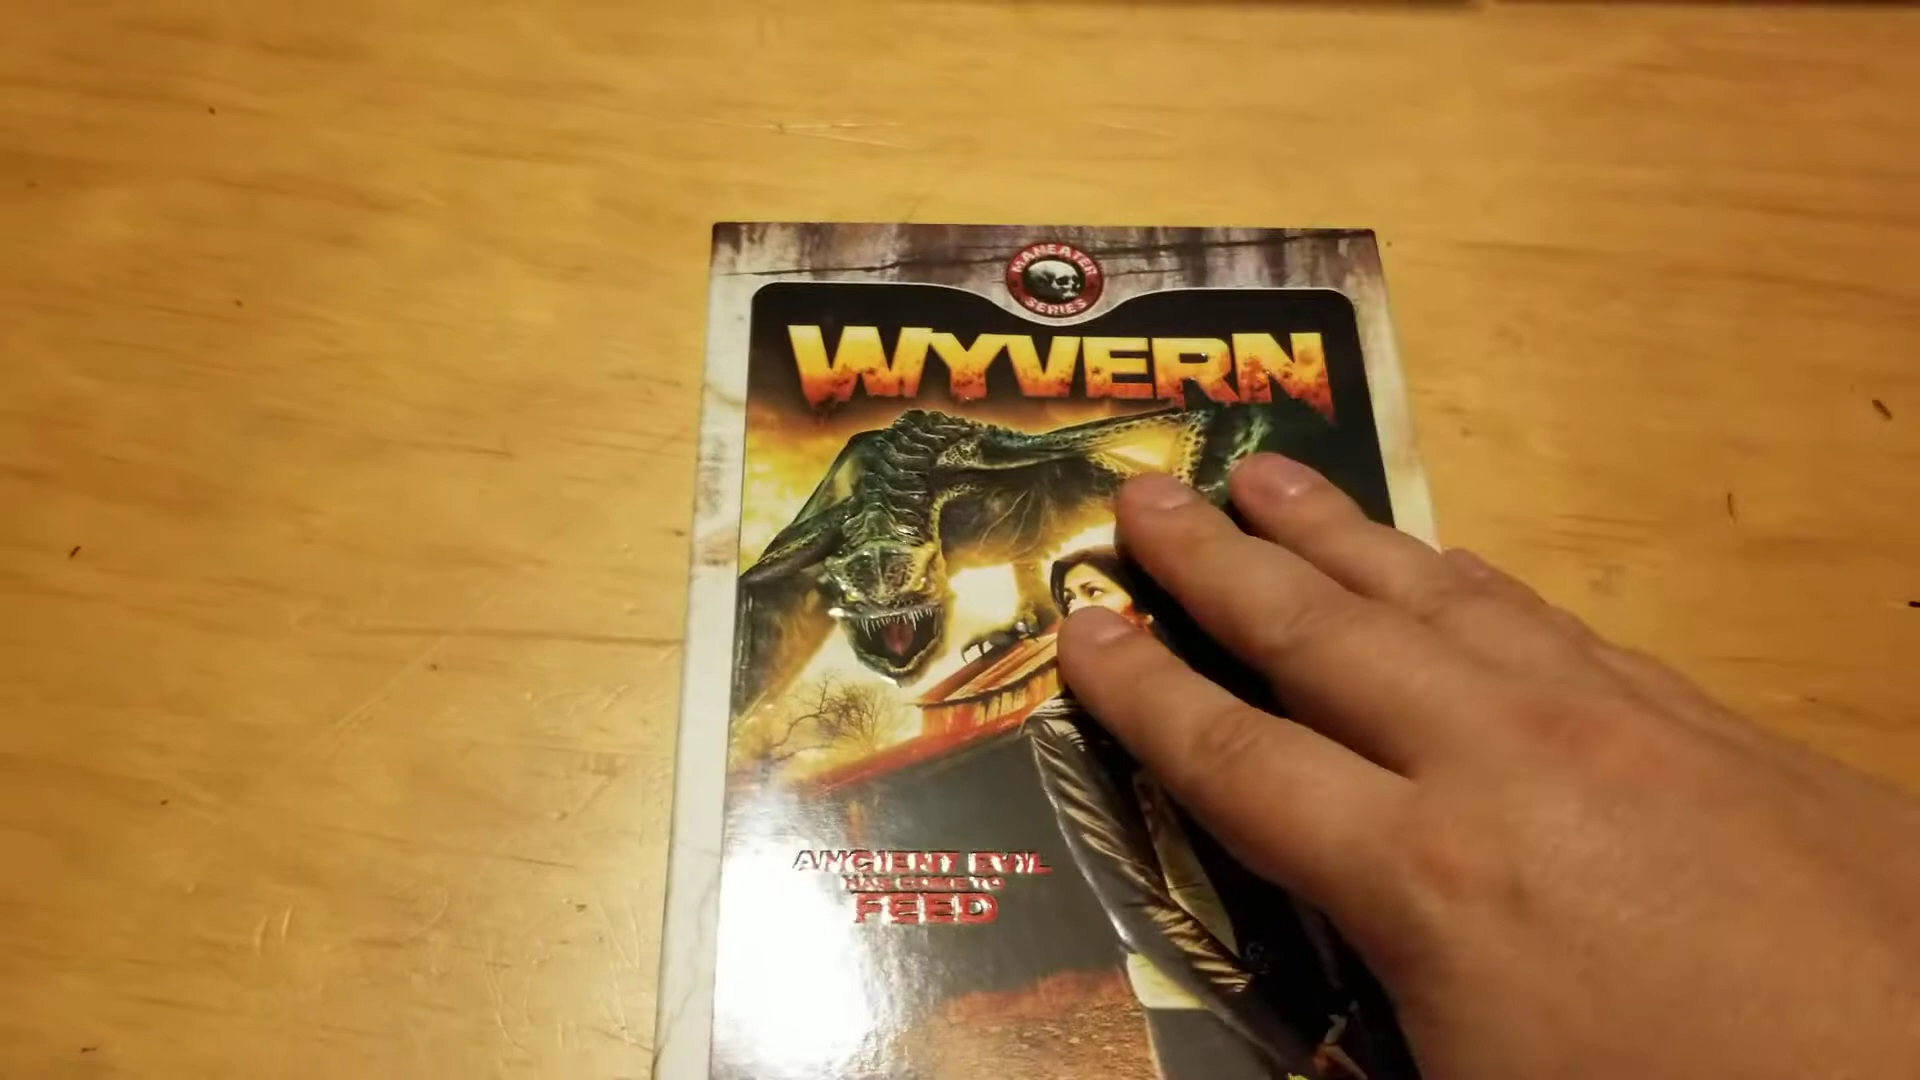 MANEATER
SERIES
WYVERN
ANCIENT EVIL
HAS COME TO
FEED